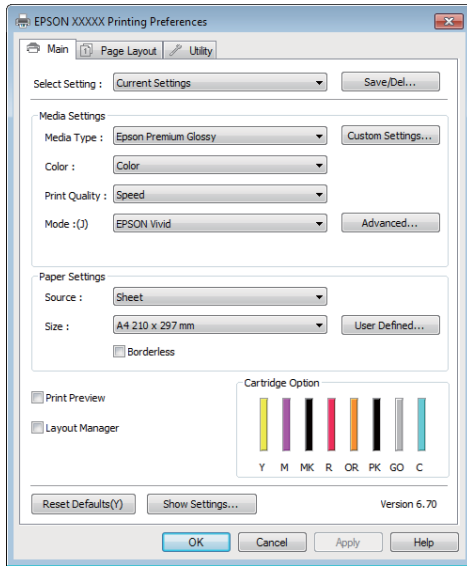 EPSON XXXXX Printing Preferences
Main Page Layout Utility
Select Setting : Current Settings Save/Del...
Media Settings
Media Type : Epson Premium Glossy Custom Settings...
Color : Color
Print Quality : Speed
Mode :(J) EPSON Vivid Advanced...
Paper Settings
Source : Sheet
Size : A4 210 x 297 mm User Defined...
Borderless
Cartridge Option
Print Preview
Layout Manager
Y M MK R OR PK GO C
Reset Defaults(Y) Show Settings... Version 6.70
OK Cancel Apply Help